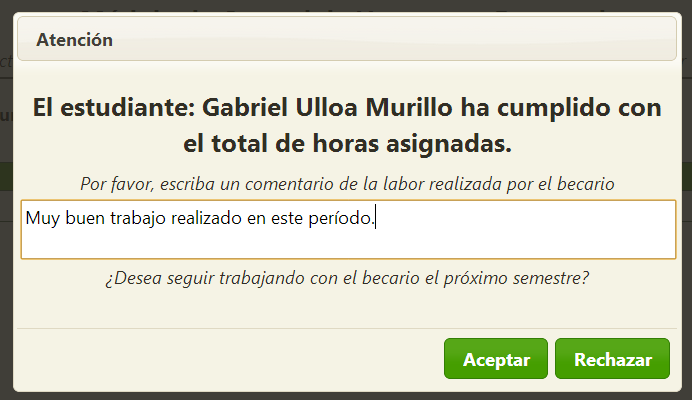 Atención
El estudiante: Gabriel Ulloa Murillo ha cumplido con
el total de horas asignadas.
Por favor, escriba un comentario de la labor realizada por el becario
Muy buen trabajo realizado en este período.
¿Desea seguir trabajando con el becario el próximo semestre?
Aceptar Rechazar